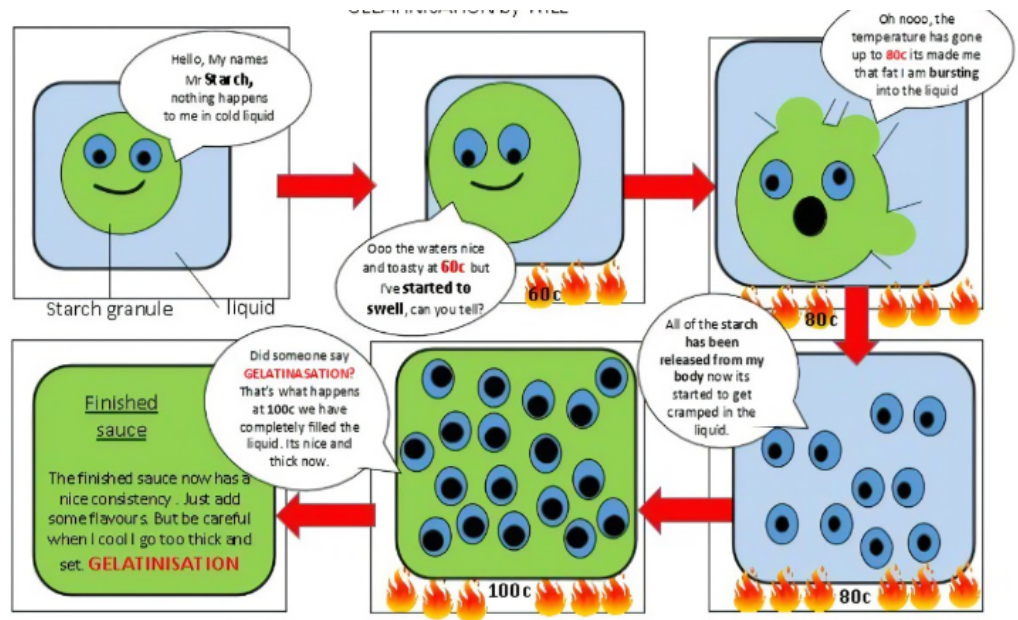 Hello, My names
Mr Starch,
nothing happens
to me in cold liquid
Starch granule
liquid
Ooo the waters nice
and toasty at 60c but
I've started to
swell, can you tell?
60c
Oh nooo, the
temperature has gone
up to 80c its made me
that fat I am bursting
into the liquid
80c
All of the starch
has been
released from my
body now its
started to get
cramped in the
liquid.
80c
Did someone say
GELATINASATION?
That's what happens
at 100c we have
completely filled the
liquid. Its nice and
thick now.
100c
Finished
sauce
The finished sauce now has a
nice consistency . Just add
some flavours. But be careful
when I cool I go too thick and
set. GELATINISATION